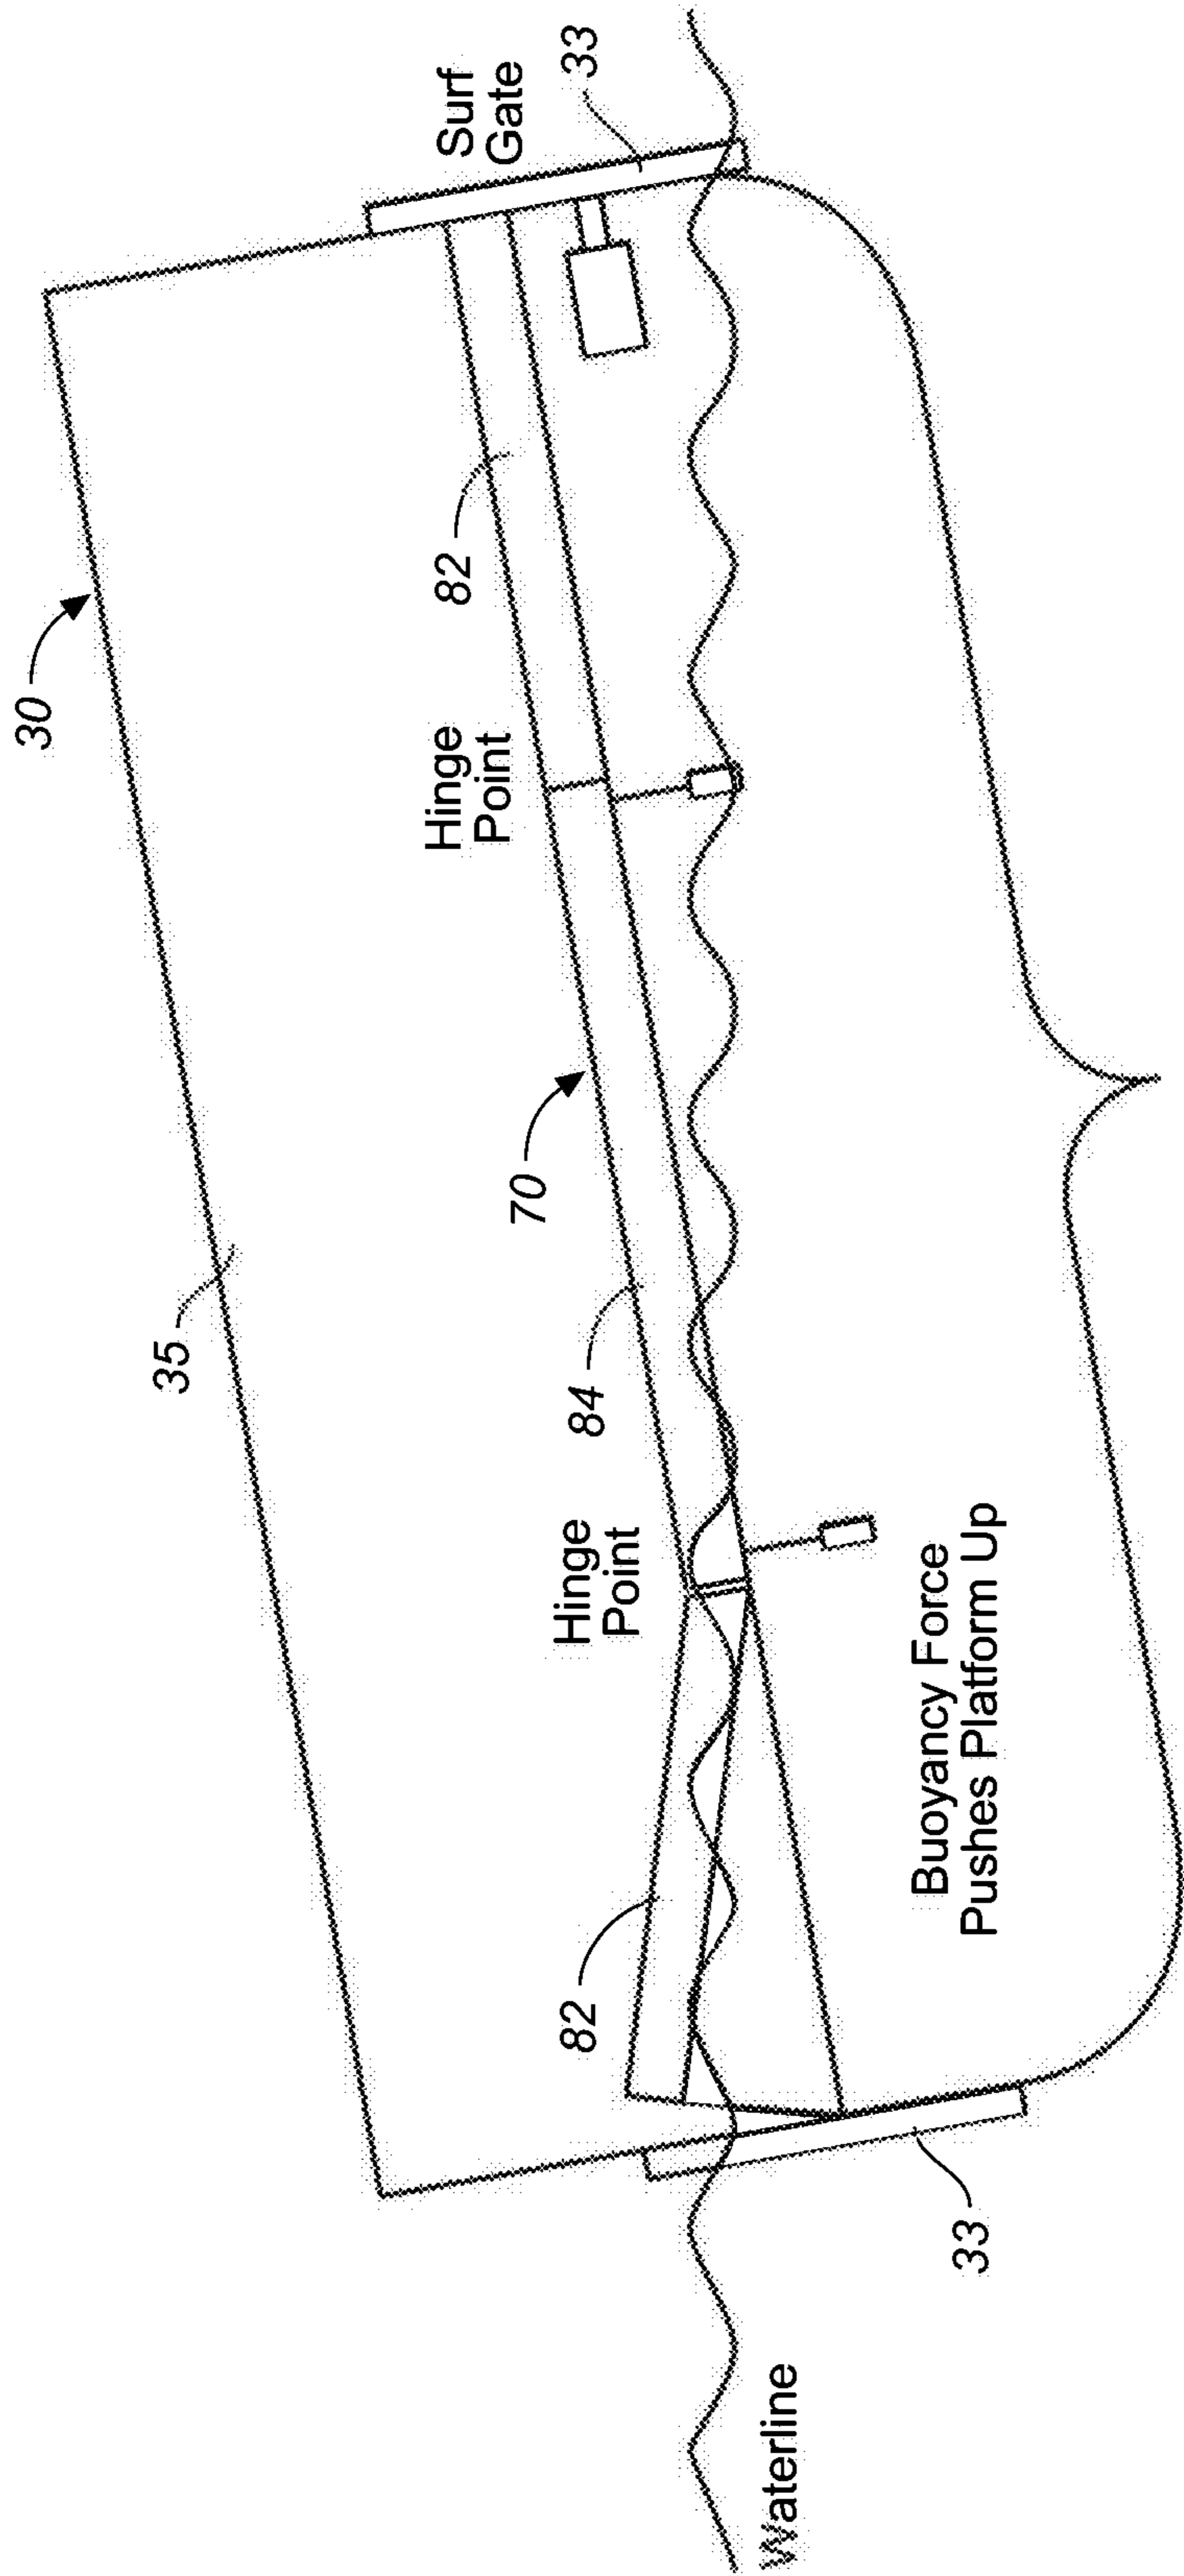 30
35
Surf
Gate
33
82
Hinge
Point
70
84
Hinge
Point
82
Waterline
Buoyancy Force
Pushes Platform Up
33